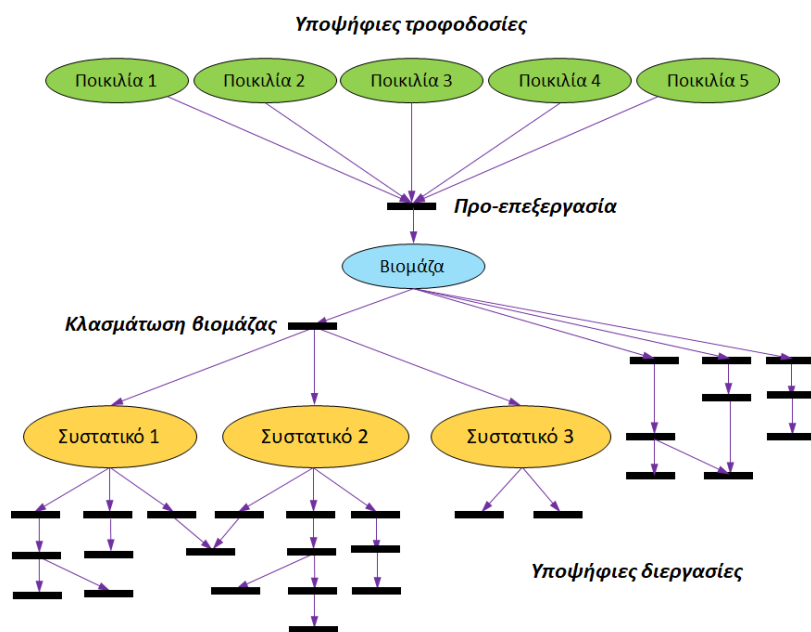 Υποψήφιες τροφοδοσίες
Ποικιλία 1
Ποικιλία 2
Ποικιλία 3
Ποικιλία 4
Ποικιλία 5
Προ-επεξεργασία
Βιομάζα
Κλασμάτωση βιομάζας
Συστατικό 1
Συστατικό 2
Συστατικό 3
Υποψήφιες διεργασίες